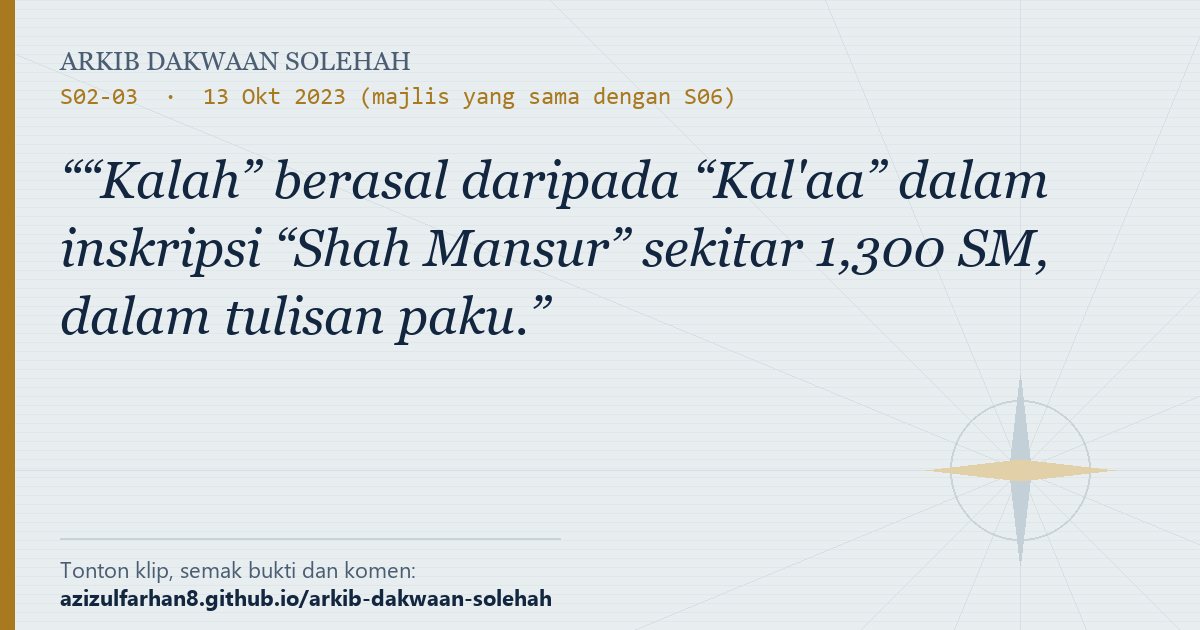 ARKIB DAKWAAN SOLEHAH
S02-03 · 13 Okt 2023 (majlis yang sama dengan S06)
““Kalah” berasal daripada “Kal'aa” dalam
inskripsi “Shah Mansur” sekitar 1,300 SM,
dalam tulisan paku.”
Tonton klip, semak bukti dan komen:
azizulfarhan8.github.io/arkib-dakwaan-solehah